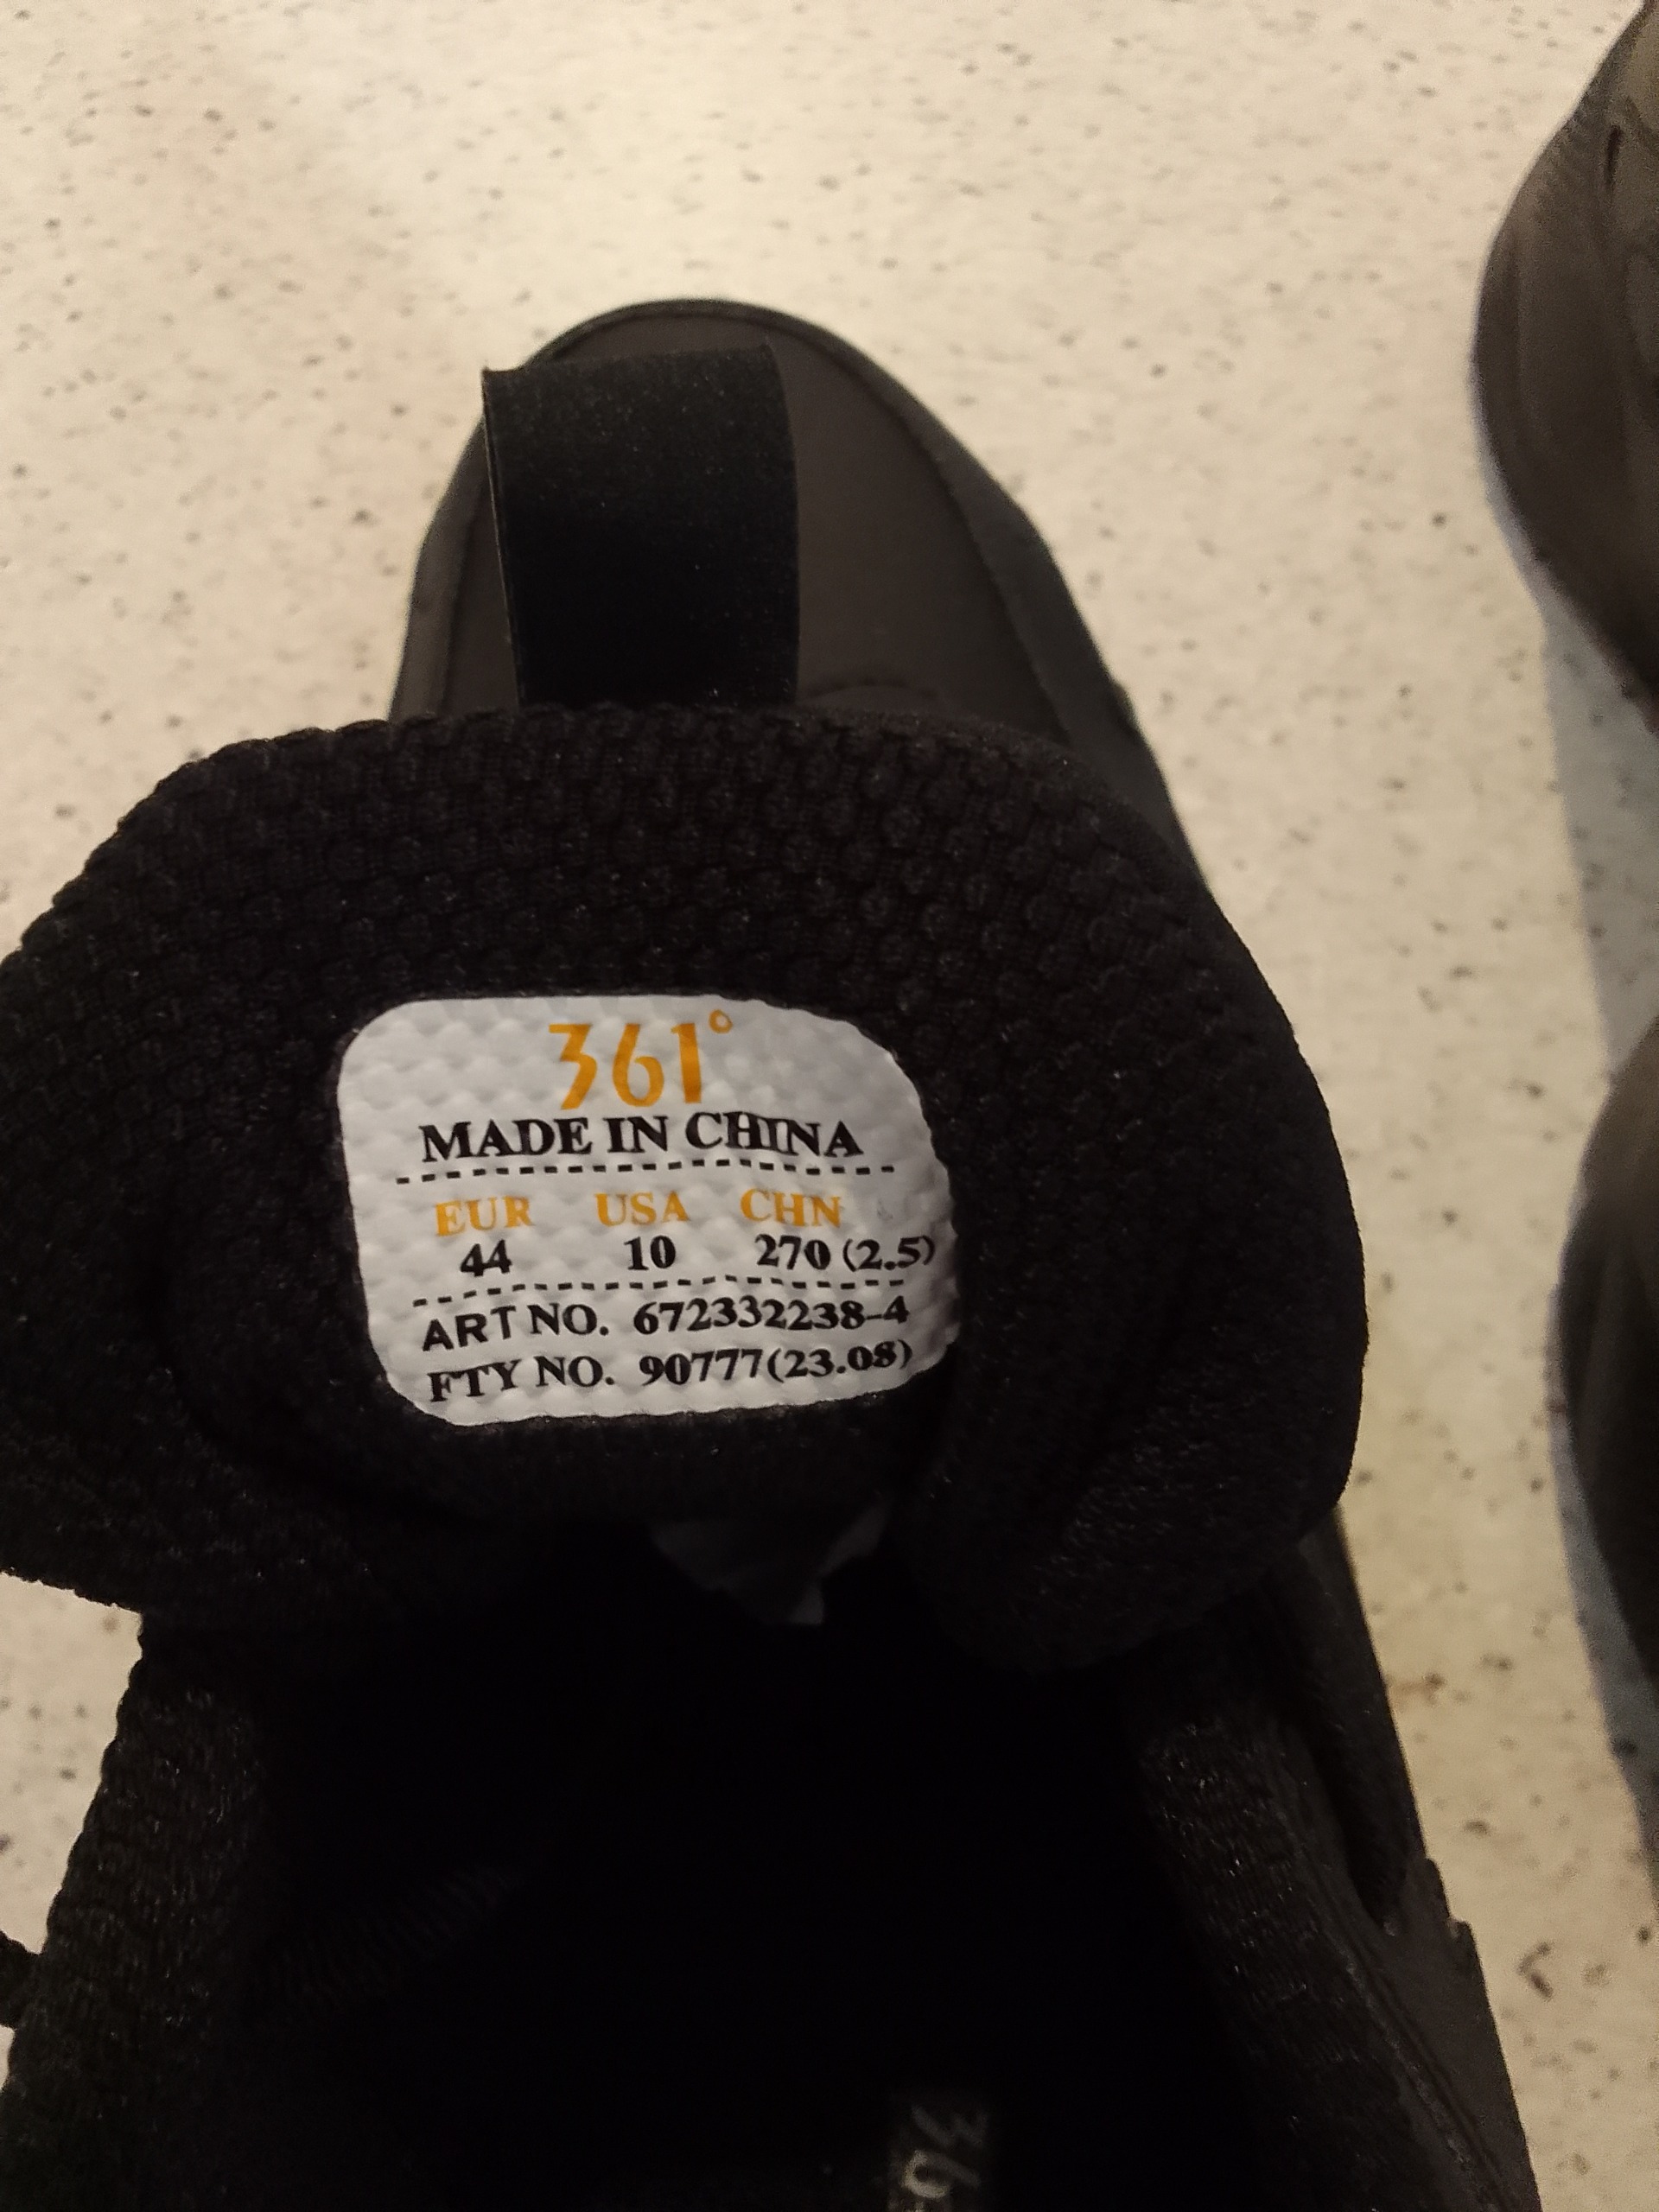 361°
MADE IN CHINA
EUR USA CHN
44 10 270 (2.5)
ART NO. 672332238-4
FTY NO. 90777(23.08)
36